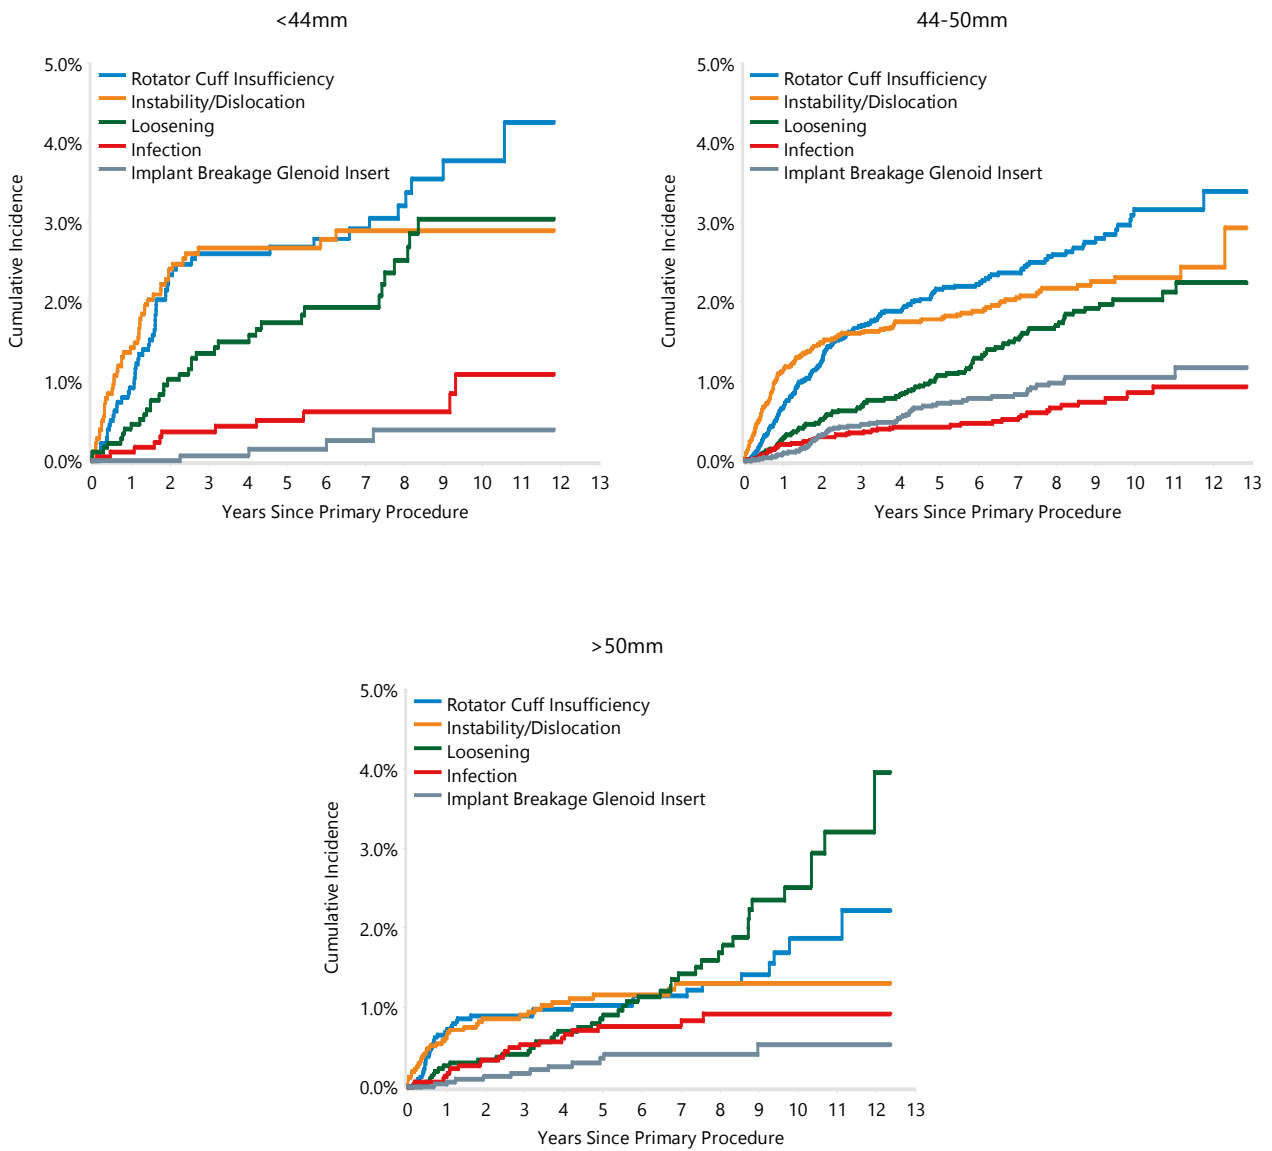 <44mm
5.0%
4.0%
3.0%
2.0%
1.0%
0.0%
Cumulative Incidence
Rotator Cuff Insufficiency
Instability/Dislocation
Loosening
Infection
Implant Breakage Glenoid Insert
0 1 2 3 4 5 6 7 8 9 10 11 12 13
Years Since Primary Procedure
44-50mm
5.0%
4.0%
3.0%
2.0%
1.0%
0.0%
Cumulative Incidence
Rotator Cuff Insufficiency
Instability/Dislocation
Loosening
Infection
Implant Breakage Glenoid Insert
0 1 2 3 4 5 6 7 8 9 10 11 12 13
Years Since Primary Procedure
>50mm
5.0%
4.0%
3.0%
2.0%
1.0%
0.0%
Cumulative Incidence
Rotator Cuff Insufficiency
Instability/Dislocation
Loosening
Infection
Implant Breakage Glenoid Insert
0 1 2 3 4 5 6 7 8 9 10 11 12 13
Years Since Primary Procedure